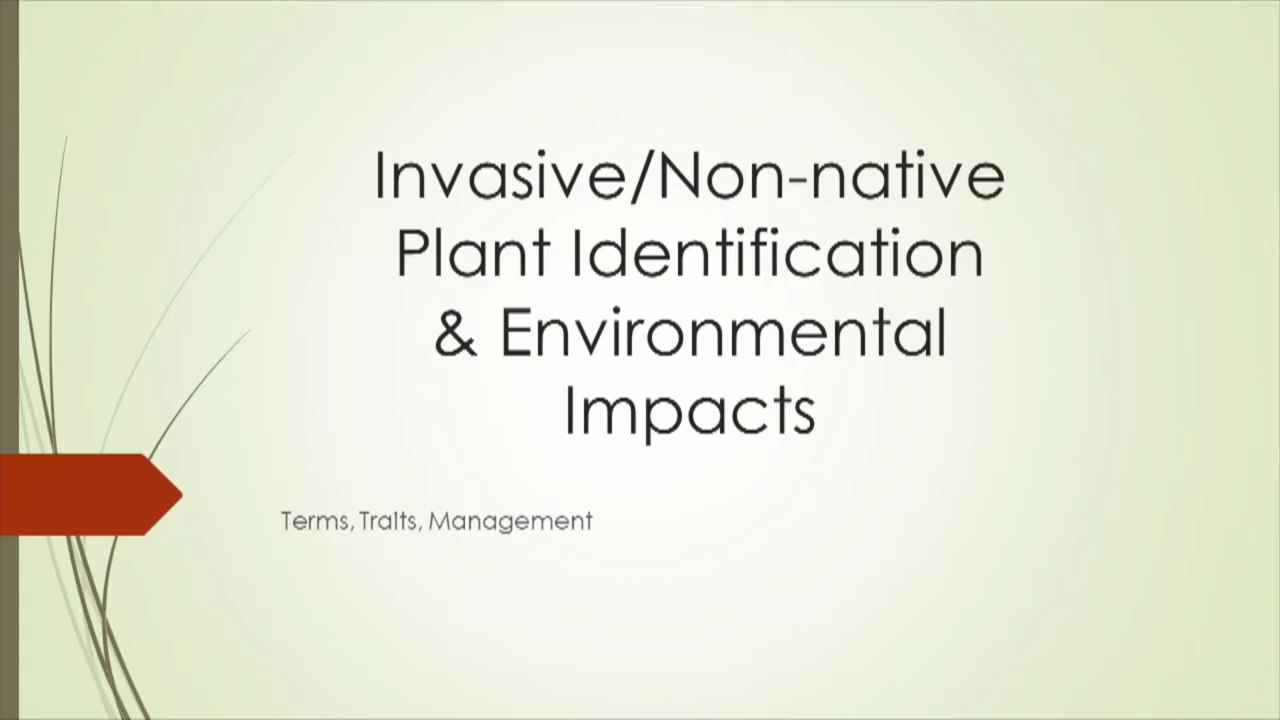 Invasive/Non-native
Plant Identification
& Environmental
Impacts
Terms, Traits, Management